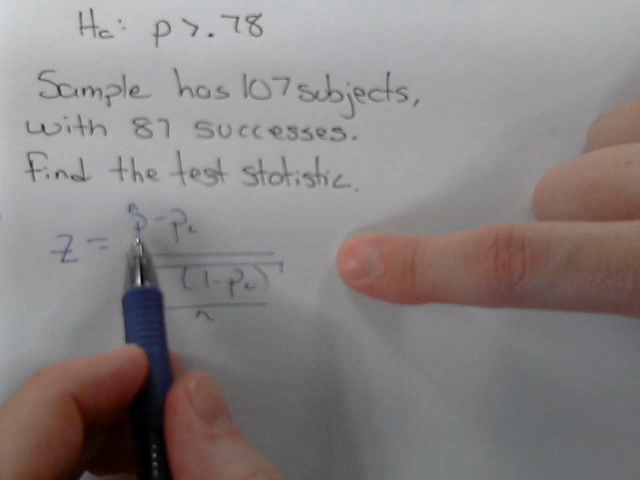 Ha: p >.78
Sample has 107 subjects,
with 87 successes.
Find the test statistic.
z = p̂ - p₀
(1-p₀)
n